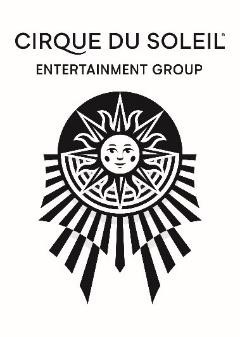 CIRQUE DU SOLEIL
ENTERTAINMENT GROUP